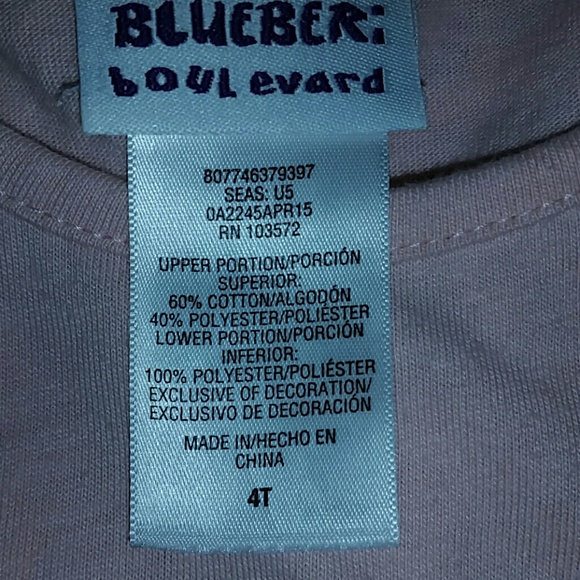 BLUEBERI
boulevard
807746379397
SEAS: U5
0A2245APR15
RN 103572
UPPER PORTION/PORCIÓN
SUPERIOR:
60% COTTON/ALGODÓN
40% POLYESTER/POLIÉSTER
LOWER PORTION/PORCIÓN
INFERIOR:
100% POLYESTER/POLIÉSTER
EXCLUSIVE OF DECORATION/
EXCLUSIVO DE DECORACIÓN
MADE IN/HECHO EN
CHINA
4T